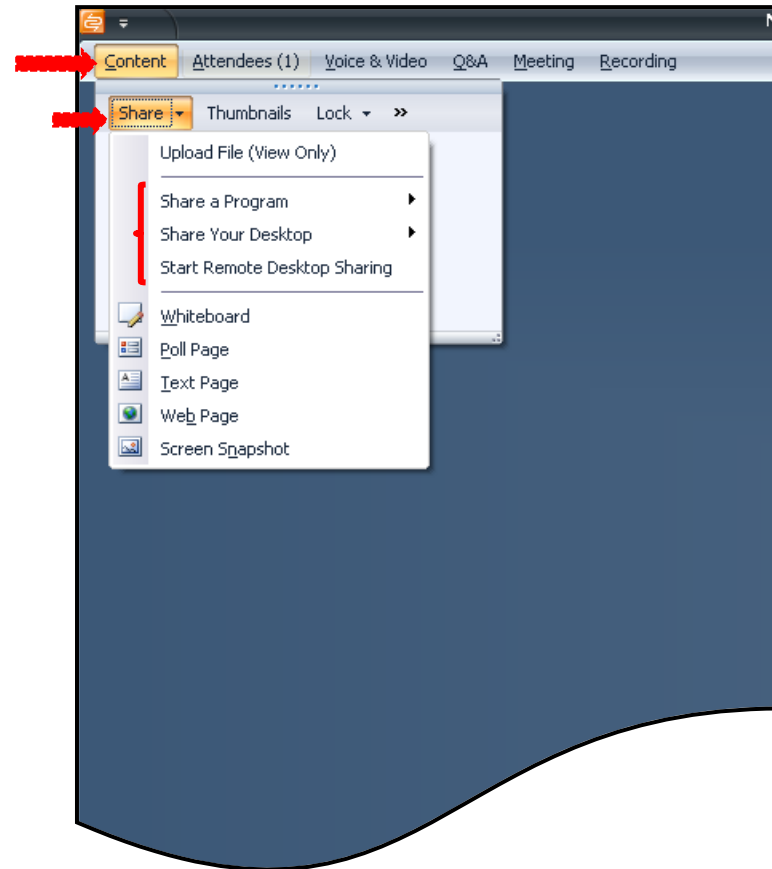 Content Attendees (1) Voice & Video Q&A Meeting Recording
Share Thumbnails Lock
Upload File (View Only)
Share a Program
Share Your Desktop
Start Remote Desktop Sharing
Whiteboard
Poll Page
Text Page
Web Page
Screen Snapshot